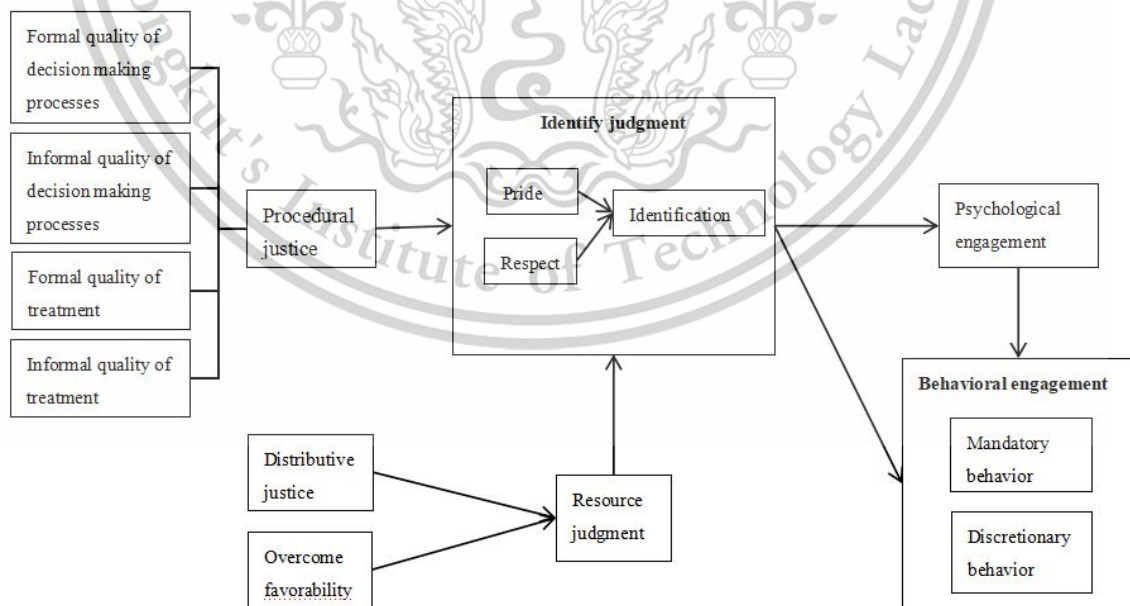 Formal quality of
decision making
processes
Informal quality of
decision making
processes
Formal quality of
treatment
Informal quality of
treatment
Procedural
justice
Identify judgment
Pride
Respect
Identification
Psychological
engagement
Behavioral engagement
Mandatory
behavior
Discretionary
behavior
Distributive
justice
Overcome
favorability
Resource
judgment
ongkut's Institute of Technology Lad